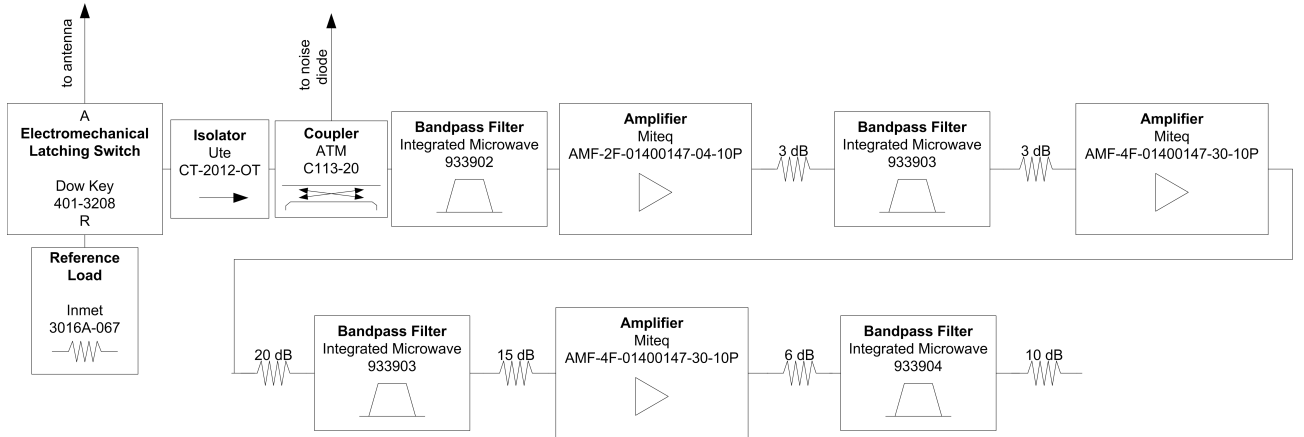 to antenna
A
Electromechanical
Latching Switch
Dow Key
401-3208
R
Reference
Load
Inmet
3016A-067
Isolator
Ute
CT-2012-OT
to noise
diode
Coupler
ATM
C113-20
Bandpass Filter
Integrated Microwave
933902
Amplifier
Miteq
AMF-2F-01400147-04-10P
3 dB
Bandpass Filter
Integrated Microwave
933903
3 dB
Amplifier
Miteq
AMF-4F-01400147-30-10P
20 dB
Bandpass Filter
Integrated Microwave
933903
15 dB
Amplifier
Miteq
AMF-4F-01400147-30-10P
6 dB
Bandpass Filter
Integrated Microwave
933904
10 dB